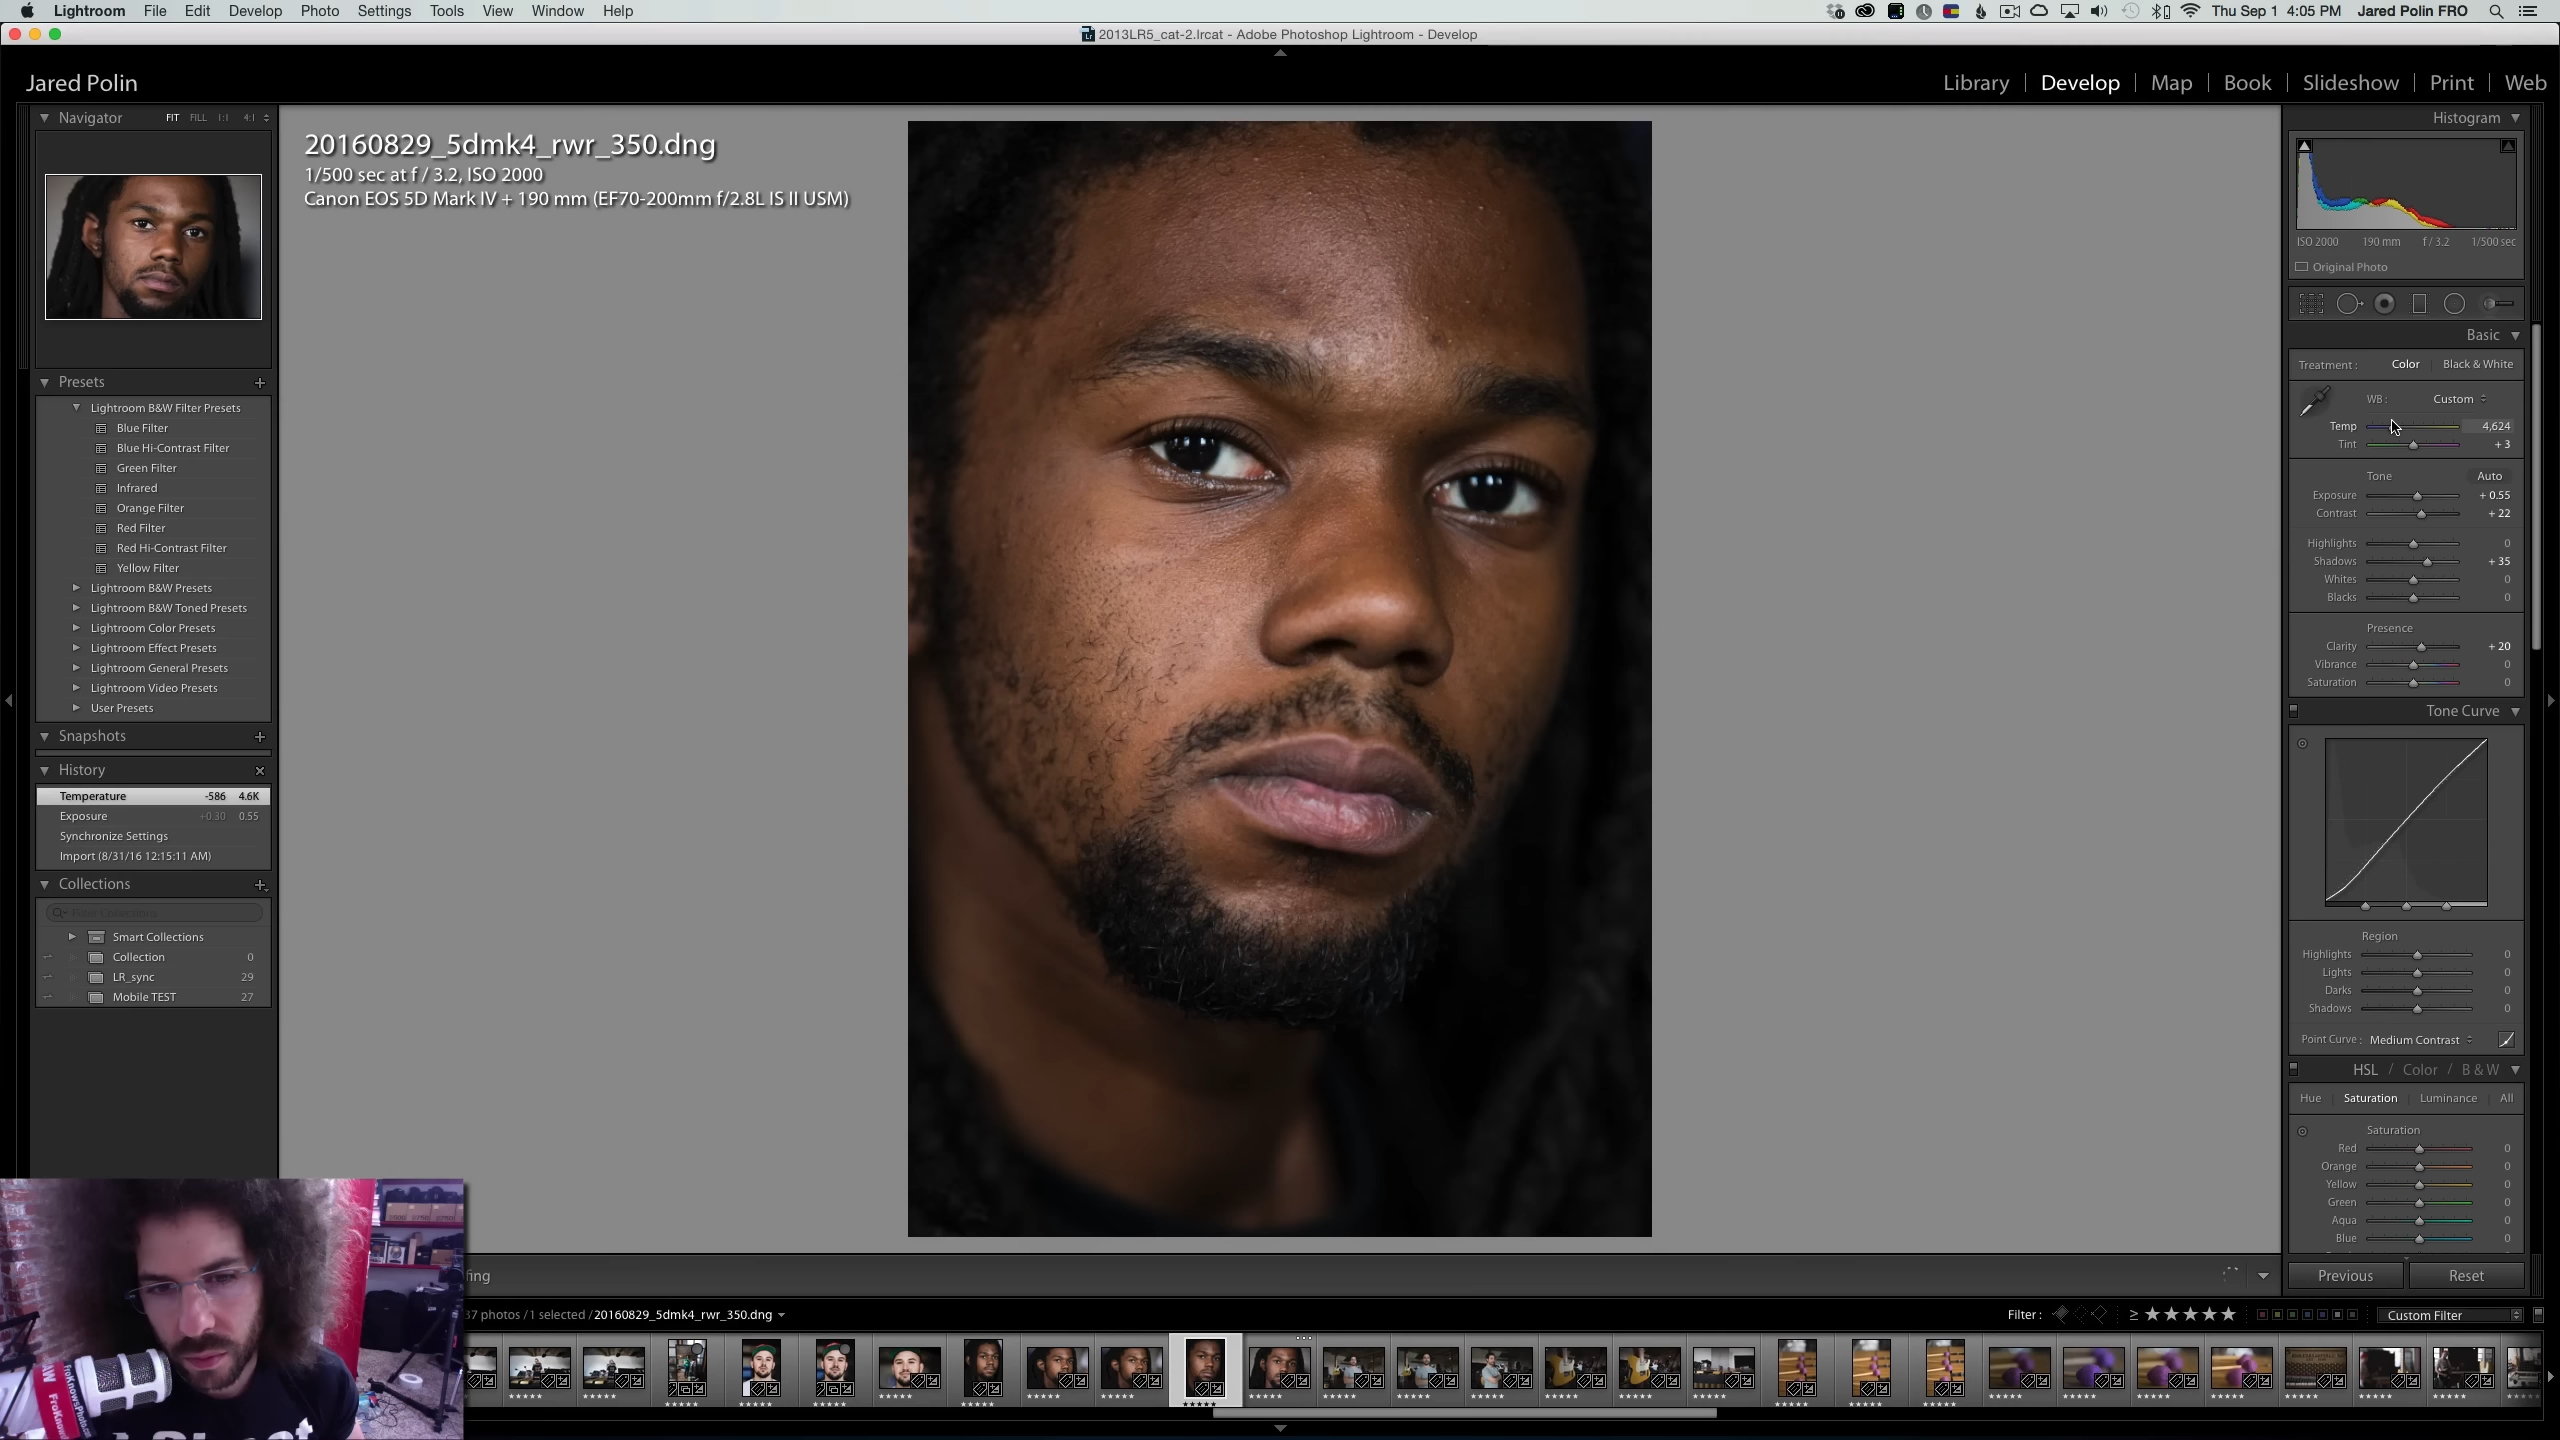 Lightroom File Edit Develop Photo Settings Tools View Window Help Thu Sep 1 4:05 PM Jared Polin FRO
2013LR5_cat-2.lrcat - Adobe Photoshop Lightroom - Develop
Jared Polin
Library | Develop | Map | Book | Slideshow | Print | Web
Navigator FIT FILL 1:1 4:1
Presets
Lightroom B&W Filter Presets
Blue Filter
Blue Hi-Contrast Filter
Green Filter
Infrared
Orange Filter
Red Filter
Red Hi-Contrast Filter
Yellow Filter
Lightroom B&W Presets
Lightroom B&W Toned Presets
Lightroom Color Presets
Lightroom Effect Presets
Lightroom General Presets
Lightroom Video Presets
User Presets
Snapshots
History
Temperature -586 4.6K
Exposure +0.30 0.55
Synchronize Settings
Import (8/31/16 12:15:11 AM)
Collections
Filter Collections
Smart Collections
Collection 0
LR_sync 29
Mobile TEST 27
20160829_5dmk4_rwr_350.dng
1/500 sec at f / 3.2, ISO 2000
Canon EOS 5D Mark IV + 190 mm (EF70-200mm f/2.8L IS II USM)
Histogram
ISO 2000 190 mm f / 3.2 1/500 sec
Original Photo
Basic
Treatment : Color Black & White
WB : Custom
Temp 4,624
Tint + 3
Tone Auto
Exposure + 0.55
Contrast + 22
Highlights 0
Shadows + 35
Whites 0
Blacks 0
Presence
Clarity + 20
Vibrance 0
Saturation 0
Tone Curve
Region
Highlights 0
Lights 0
Darks 0
Shadows 0
Point Curve : Medium Contrast
HSL / Color / B & W
Hue Saturation Luminance All
Saturation
Red 0
Orange 0
Yellow 0
Green 0
Aqua 0
Blue 0
Previous Reset
fing
37 photos / 1 selected / 20160829_5dmk4_rwr_350.dng
Filter : ≥ ★★★★★ Custom Filter
FroKnowsPhoto.com